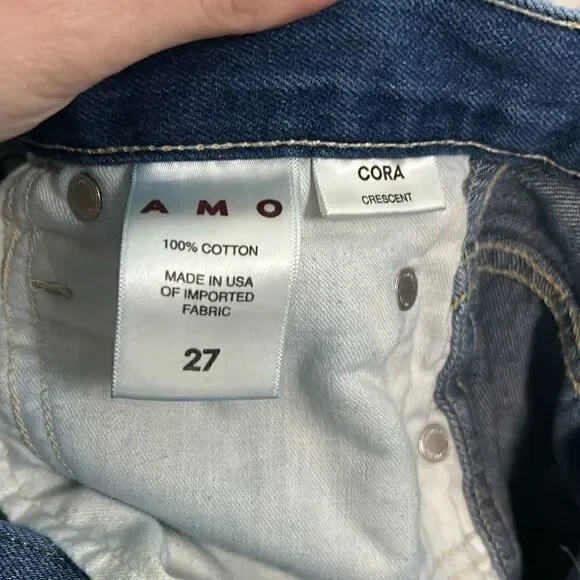 AMO
100% COTTON
MADE IN USA
OF IMPORTED
FABRIC
27
CORA
CRESCENT